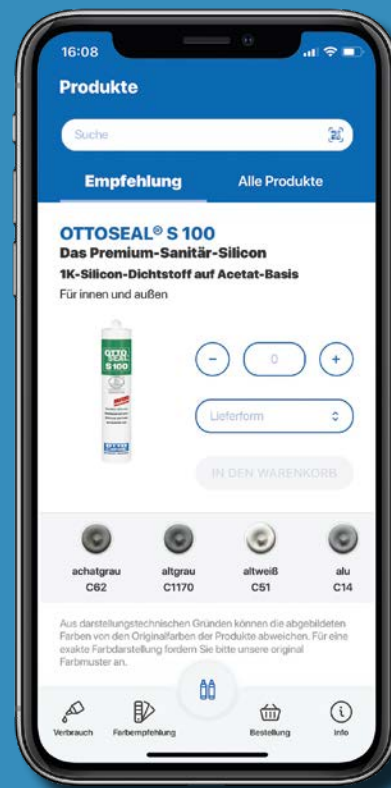 16:08
Produkte
Suche
Empfehlung Alle Produkte
OTTOSEAL® S 100
Das Premium-Sanitär-Silicon
1K-Silicon-Dichtstoff auf Acetat-Basis
Für innen und außen
OTTO
SEAL
S 100
- 0 +
Lieferform
IN DEN WARENKORB
achatgrau altgrau altweiß alu
C62 C1170 C51 C14
Aus darstellungstechnischen Gründen können die abgebildeten
Farben von den Originalfarben der Produkte abweichen. Für eine
exakte Farbdarstellung fordern Sie bitte unsere original
Farbmuster an.
Verbrauch Farbempfehlung Bestellung Info